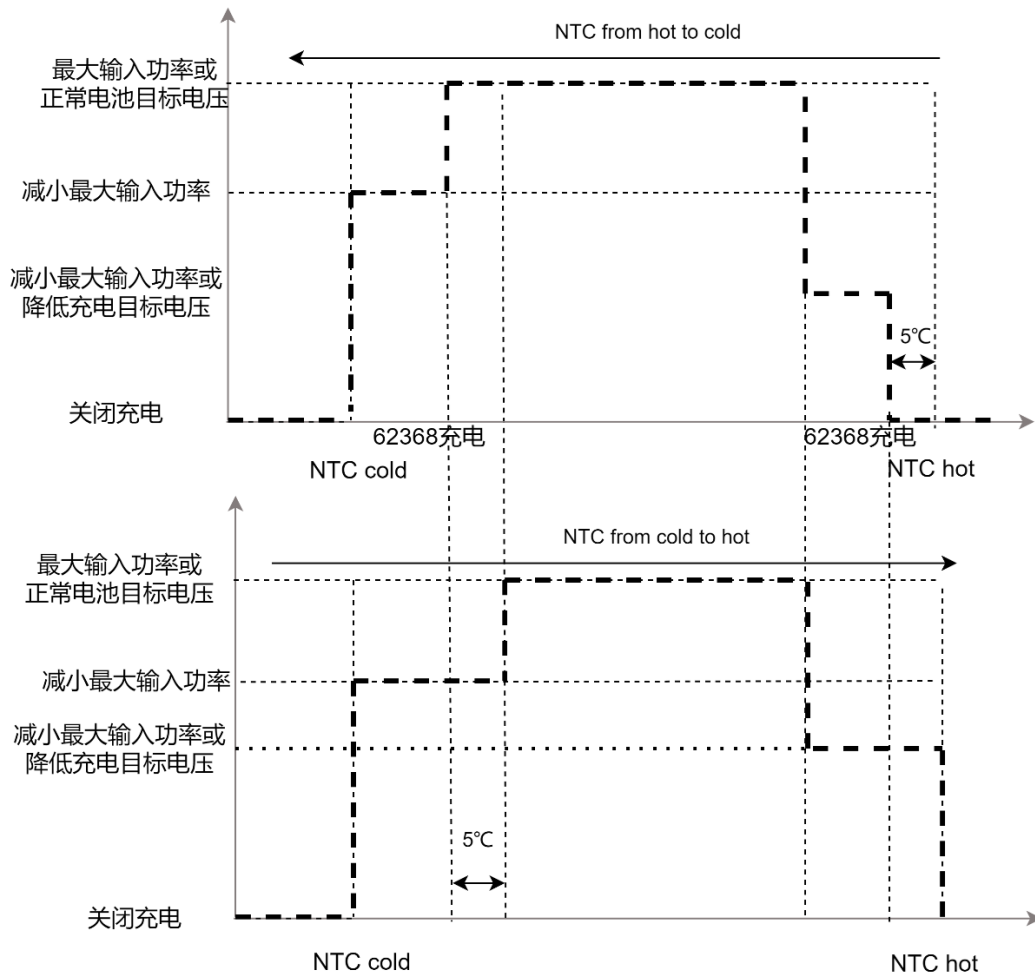 NTC from hot to cold
最大输入功率或
正常电池目标电压
减小最大输入功率
减小最大输入功率或
降低充电目标电压
5℃
关闭充电
62368充电
62368充电
NTC cold
NTC hot
NTC from cold to hot
最大输入功率或
正常电池目标电压
减小最大输入功率
减小最大输入功率或
降低充电目标电压
5℃
关闭充电
NTC cold
NTC hot